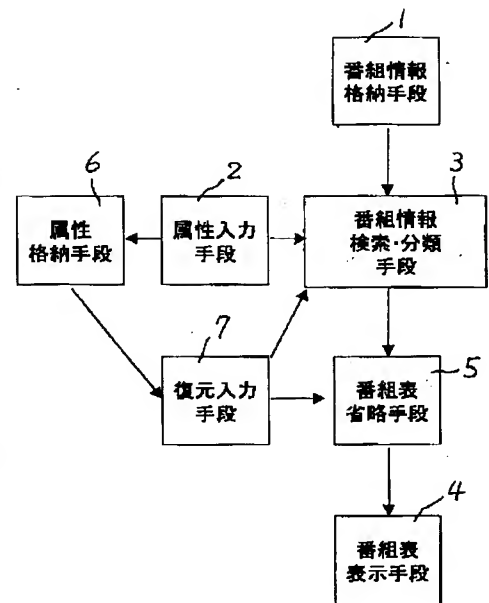 1
番組情報
格納手段
6
2
3
属性
格納手段
属性入力
手段
番組情報
検索・分類
手段
7
復元入力
手段
5
番組表
省略手段
4
番組表
表示手段